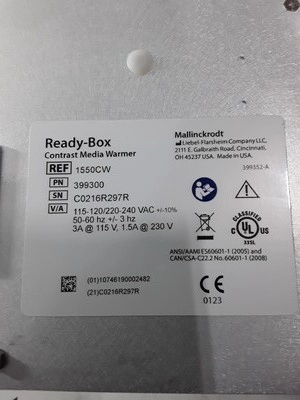 Ready-Box
Contrast Media Warmer
REF 1550CW
PN 399300
SN C0216R297R
V/A 115-120/220-240 VAC +/-10%
50-60 hz +/- 3 hz
3A @ 115 V, 1.5A @ 230 V
(01)10746190002482
(21)C0216R297R
Mallinckrodt
Liebel-Flarsheim Company LLC,
2111 E. Galbraith Road, Cincinnati,
OH 45237 USA. Made in USA.
399352-A
CLASSIFIED
C UL US
33SL
ANSI/AAMI ES60601-1 (2005) and
CAN/CSA-C22.2 No. 60601-1 (2008)
CE
0123